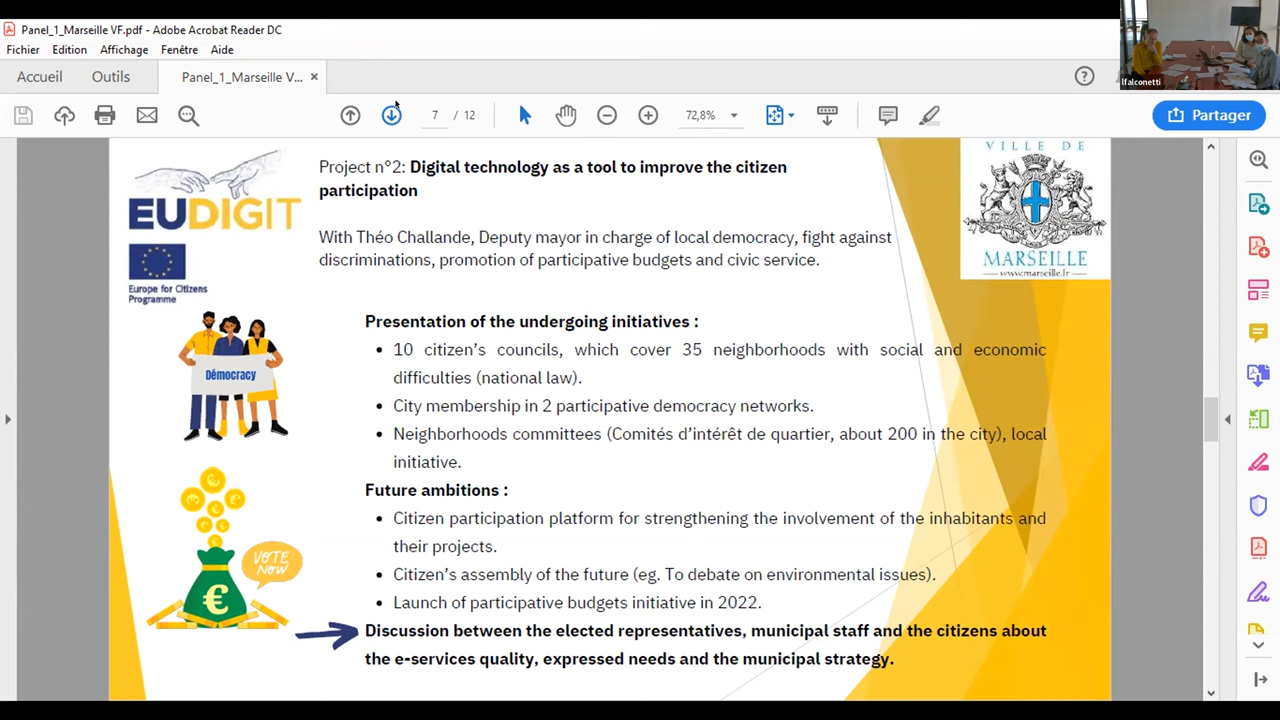 Panel_1_Marseille VF.pdf - Adobe Acrobat Reader DC
Fichier Edition Affichage Fenêtre Aide
Accueil Outils Panel_1_Marseille V... ×
lfalconetti
7 / 12 72,8% Partager
EUDIGIT
Europe for Citizens
Programme
Project n°2: Digital technology as a tool to improve the citizen
participation
With Théo Challande, Deputy mayor in charge of local democracy, fight against
discriminations, promotion of participative budgets and civic service.
VILLE DE
MARSEILLE
www.marseille.fr
Démocracy
Presentation of the undergoing initiatives :
• 10 citizen's councils, which cover 35 neighborhoods with social and economic
difficulties (national law).
• City membership in 2 participative democracy networks.
• Neighborhoods committees (Comités d'intérêt de quartier, about 200 in the city), local
initiative.
Future ambitions :
• Citizen participation platform for strengthening the involvement of the inhabitants and
their projects.
• Citizen's assembly of the future (eg. To debate on environmental issues).
• Launch of participative budgets initiative in 2022.
VOTE
NOW
€
Discussion between the elected representatives, municipal staff and the citizens about
the e-services quality, expressed needs and the municipal strategy.